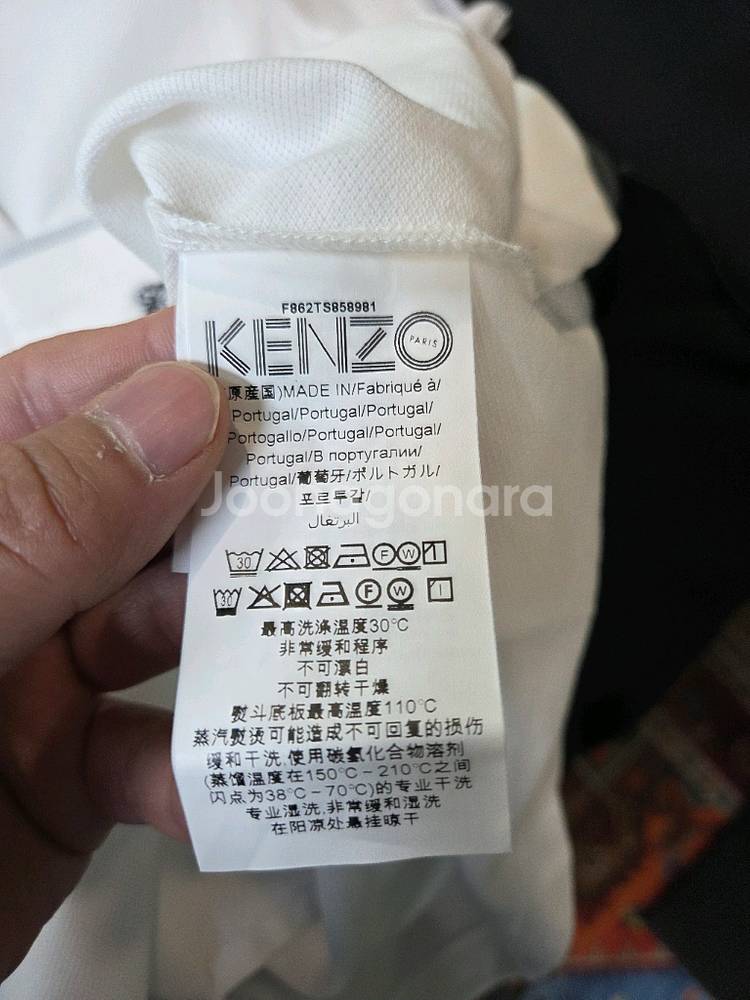 F862TS858981
KENZO
PARIS
原産国)MADE IN/Fabriqué à/
Portugal/Portugal/Portugal/
Portogallo/Portugal/Portugal/
Portugal/В португалии/
Portugal/葡萄牙/ポルトガル/
포르투갈/
البرتغال
Joonggonara
30 F W
30 F W
最高洗涤温度30°C
非常缓和程序
不可漂白
不可翻转干燥
熨斗底板最高温度110°C
蒸汽熨烫可能造成不可回复的损伤
缓和干洗,使用碳氢化合物溶剂
(蒸馏温度在150°C-210°C之间
闪点为38°C-70°C)的专业干洗
专业湿洗,非常缓和湿洗
在阴凉处悬挂晾干